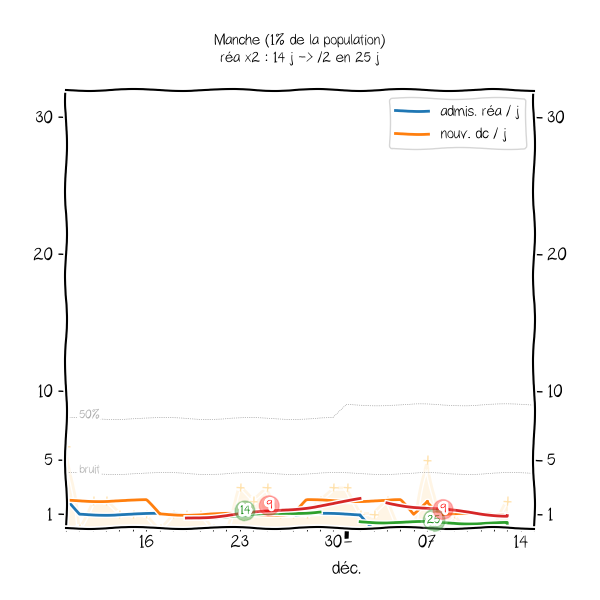 Manche (1% de la population)
réa x2 : 14 j -> /2 en 25 j
admis. réa / j
nouv. dc / j
30 30
20 20
10 10
50%
5 5
bruit
1 1
14 9 9 25
16 23 30 07 14
déc.